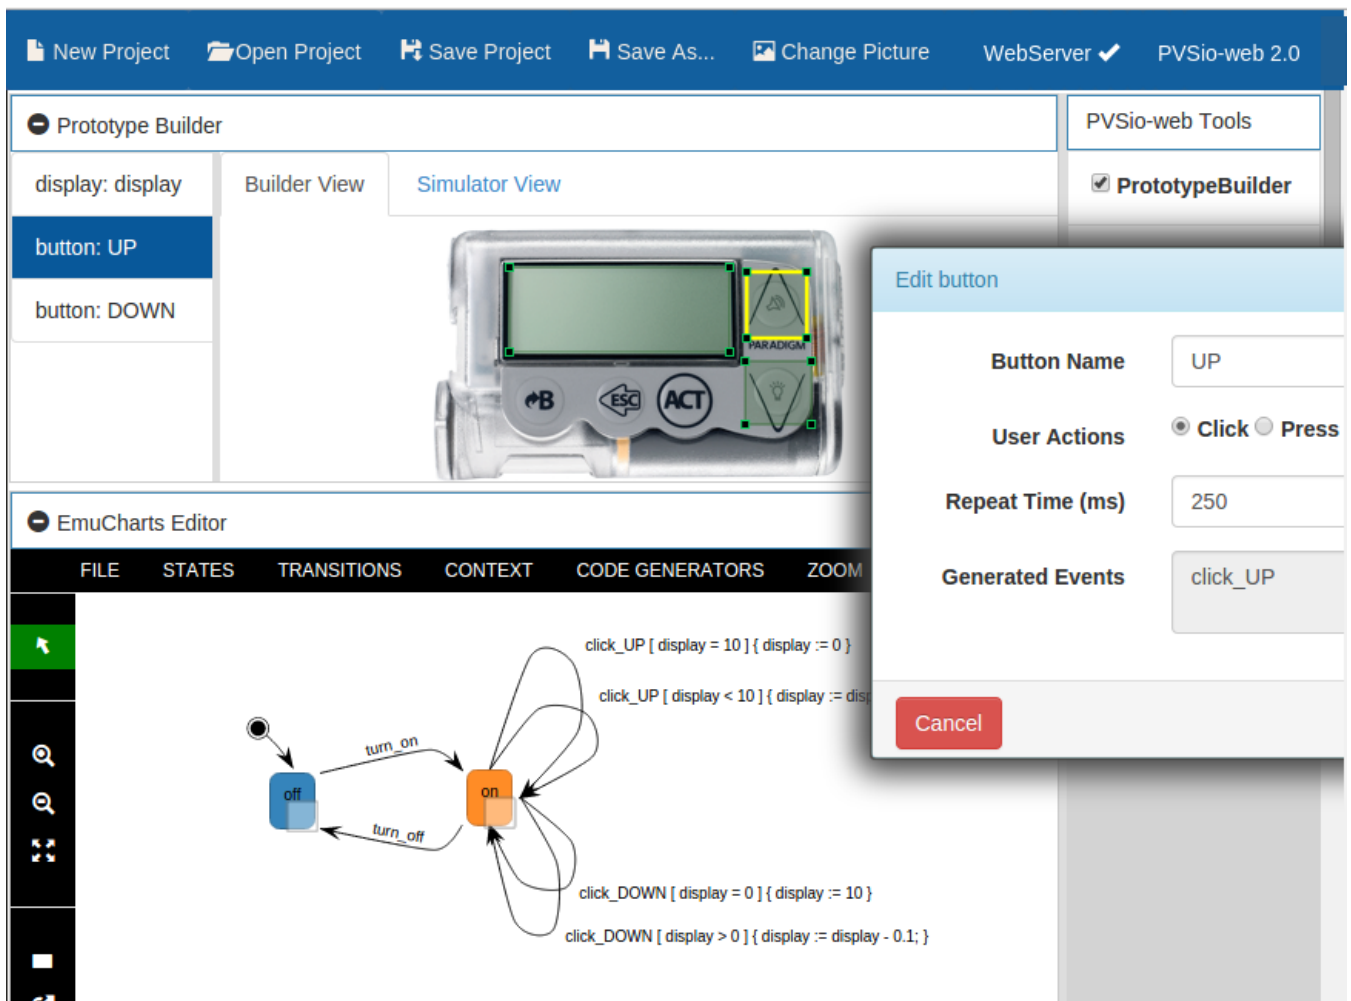 New Project Open Project Save Project Save As... Change Picture WebServer PVSio-web 2.0
Prototype Builder
PVSio-web Tools
display: display
Builder View Simulator View
PrototypeBuilder
button: UP
button: DOWN
PARADIGM
B ESC ACT
Edit button
Button Name UP
User Actions Click Press
Repeat Time (ms) 250
Generated Events click_UP
Cancel
EmuCharts Editor
FILE STATES TRANSITIONS CONTEXT CODE GENERATORS ZOOM
click_UP [ display = 10 ] { display := 0 }
click_UP [ display < 10 ] { display :=
turn_on
off
on
turn_off
click_DOWN [ display = 0 ] { display := 10 }
click_DOWN [ display > 0 ] { display := display - 0.1; }